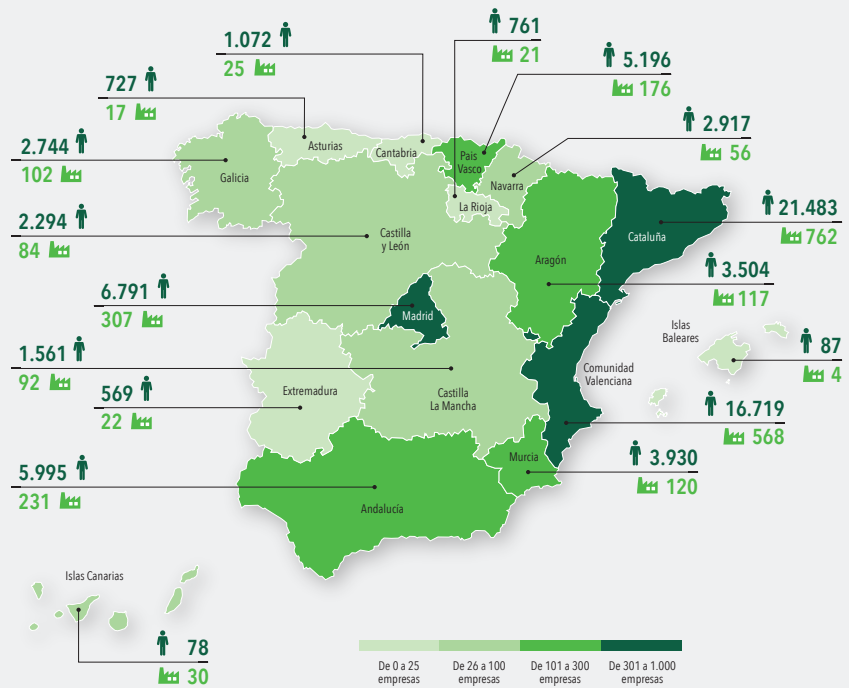 761
21
1.072
25
5.196
176
727
17
2.917
56
2.744
102
Asturias
Cantabria
País
Vasco
Galicia
Navarra
La Rioja
2.294
84
Castilla
y León
Cataluña
21.483
762
Aragón
3.504
117
6.791
307
Madrid
Islas
Baleares
87
4
1.561
92
Comunidad
Valenciana
569
22
Extremadura
Castilla
La Mancha
16.719
568
Murcia
3.930
120
5.995
231
Andalucía
Islas Canarias
78
30
De 0 a 25
empresas
De 26 a 100
empresas
De 101 a 300
empresas
De 301 a 1.000
empresas